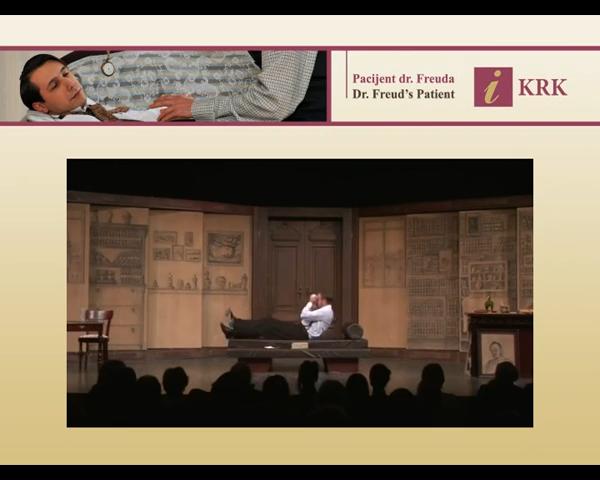 Pacijent dr. Freuda
Dr. Freud's Patient
i KRK